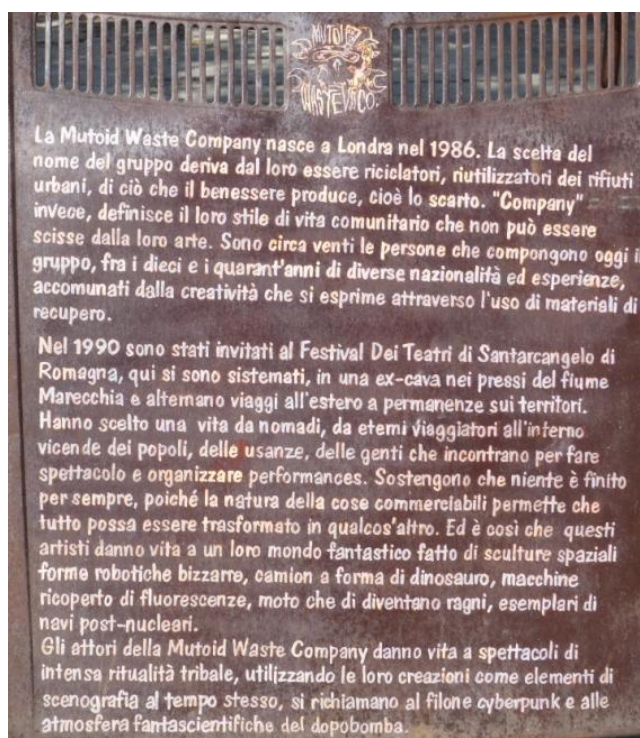 MUTOID
WASTE CO.
La Mutoid Waste Company nasce a Londra nel 1986. La scelta del
nome del gruppo deriva dal loro essere riciclatori, riutilizzatori dei rifiuti
urbani, di ciò che il benessere produce, cioè lo scarto. "Company"
invece, definisce il loro stile di vita comunitario che non può essere
scisse dalla loro arte. Sono circa venti le persone che compongono oggi il
gruppo, fra i dieci e i quarant'anni di diverse nazionalità ed esperienze,
accomunati dalla creatività che si esprime attraverso l'uso di materiali di
recupero.
Nel 1990 sono stati invitati al Festival Dei Teatri di Santarcangelo di
Romagna, qui si sono sistemati, in una ex-cava nei pressi del fiume
Marecchia e alternano viaggi all'estero a permanenze sui territori.
Hanno scelto una vita da nomadi, da eterni viaggiatori all'interno
vicende dei popoli, delle usanze, delle genti che incontrano per fare
spettacolo e organizzare performances. Sostengono che niente è finito
per sempre, poiché la natura della cose commerciabili permette che
tutto possa essere trasformato in qualcos'altro. Ed è così che questi
artisti danno vita a un loro mondo fantastico fatto di sculture spaziali
forme robotiche bizzarre, camion a forma di dinosauro, macchine
ricoperto di fluorescenze, moto che di diventano ragni, esemplari di
navi post-nucleari.
Gli attori della Mutoid Waste Company danno vita a spettacoli di
intensa ritualità tribale, utilizzando le loro creazioni come elementi di
scenografia al tempo stesso, si richiamano al filone cyberpunk e alle
atmosfera fantascientifiche del dopobomba.